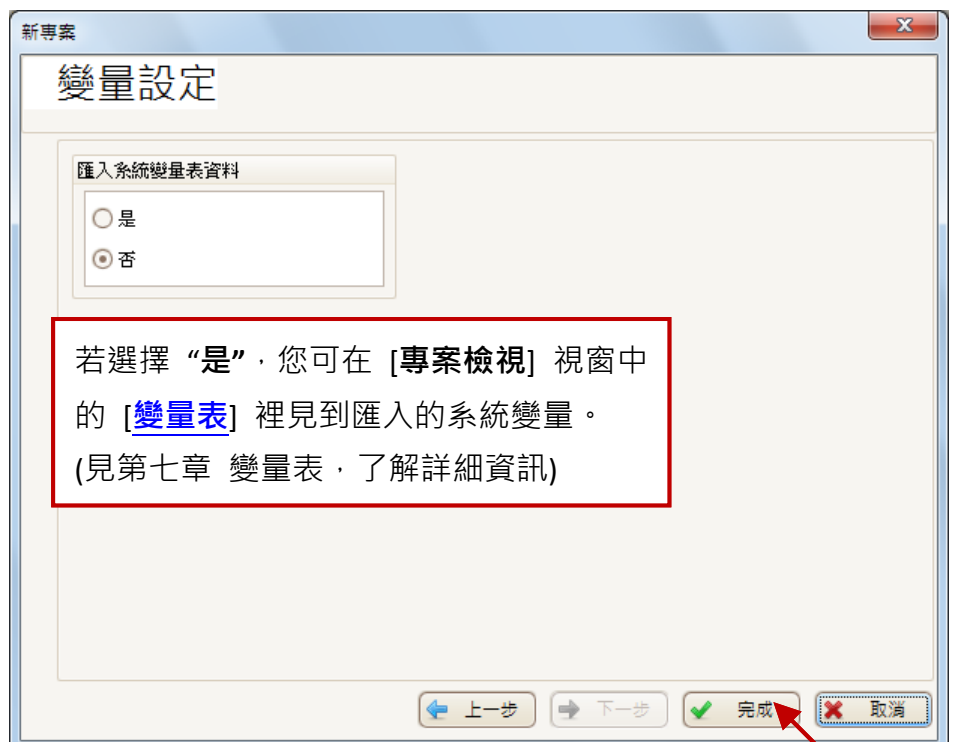 新專案
變量設定
匯入系統變量表資料
是
否
若選擇 “是”，您可在 [專案檢視] 視窗中
的 [變量表] 裡見到匯入的系統變量。
(見第七章 變量表，了解詳細資訊)
上一步 下一步 完成 取消